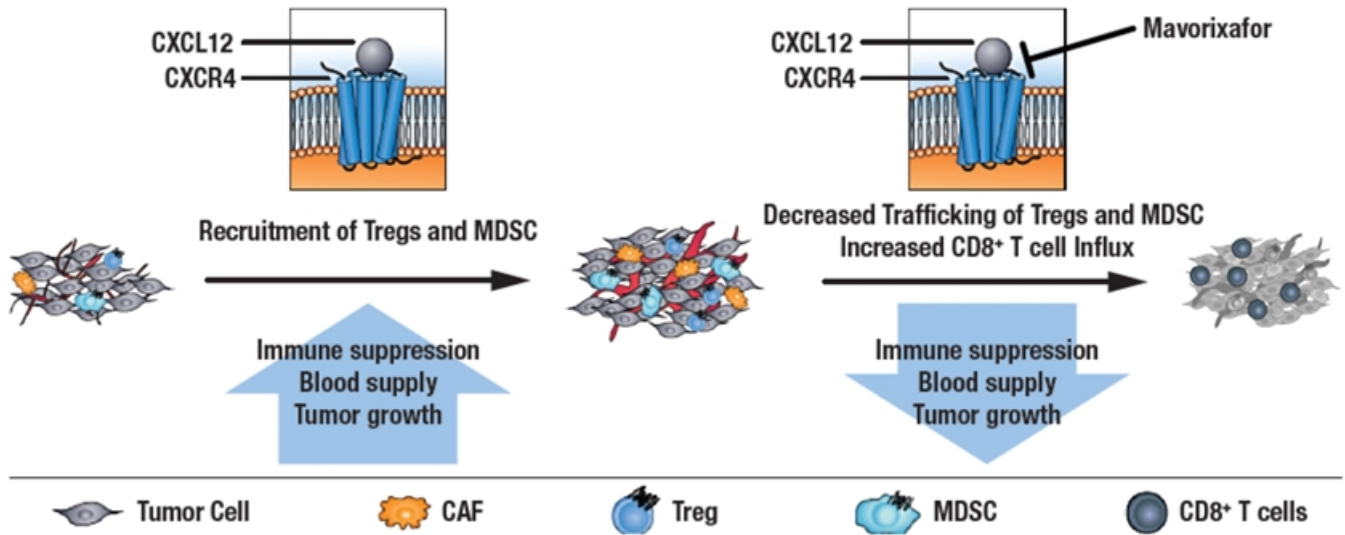 CXCL12
CXCR4
CXCL12
CXCR4
Mavorixafor
Recruitment of Tregs and MDSC
Decreased Trafficking of Tregs and MDSC
Increased CD8⁺ T cell Influx
Immune suppression
Blood supply
Tumor growth
Immune suppression
Blood supply
Tumor growth
Tumor Cell
CAF
Treg
MDSC
CD8⁺ T cells